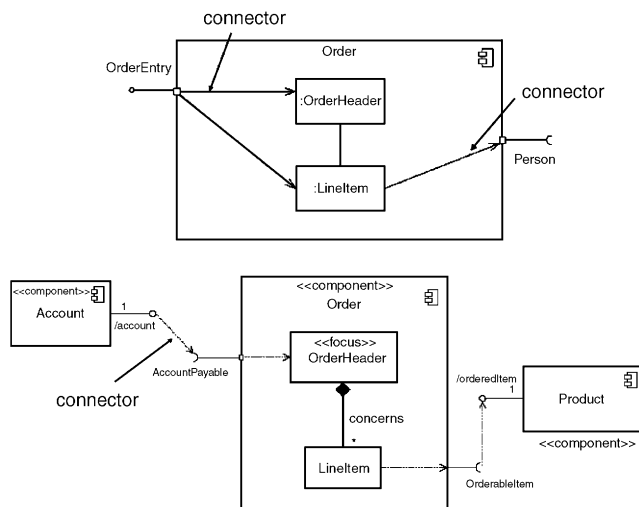 connector
Order
OrderEntry
:OrderHeader
connector
:LineItem
Person
<<component>>
Account
1
/account
connector
AccountPayable
<<component>>
Order
<<focus>>
OrderHeader
concerns
*
LineItem
/orderedItem
1
OrderableItem
Product
<<component>>